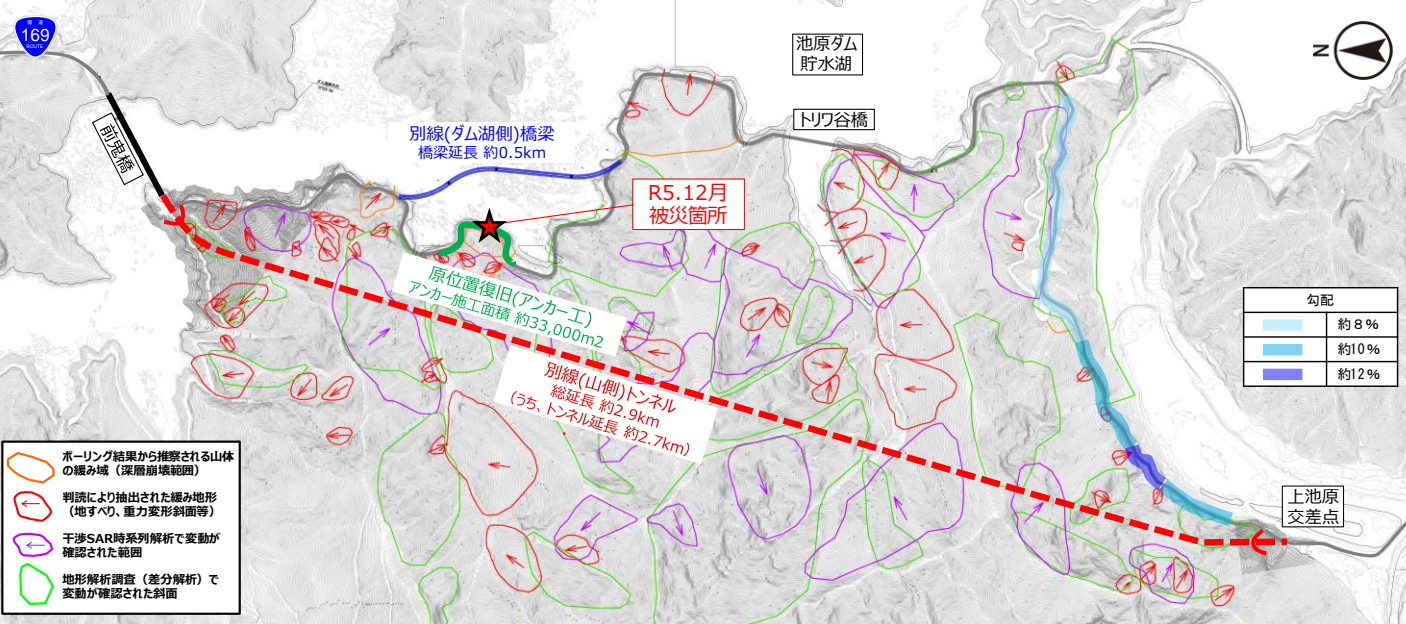 国道
169
ROUTE
前鬼橋
別線(ダム湖側)橋梁
橋梁延長 約0.5km
池原ダム
貯水湖
トリワ谷橋
N
R5.12月
被災箇所
原位置復旧(アンカー工)
アンカー施工面積 約33,000m2
別線(山側)トンネル
総延長 約2.9km
(うち、トンネル延長 約2.7km)
勾配
約8%
約10%
約12%
上池原
交差点
ボーリング結果から推察される山体
の緩み域(深層崩壊範囲)
判読により抽出された緩み地形
(地すべり、重力変形斜面等)
干渉SAR時系列解析で変動が
確認された範囲
地形解析調査(差分解析)で
変動が確認された斜面